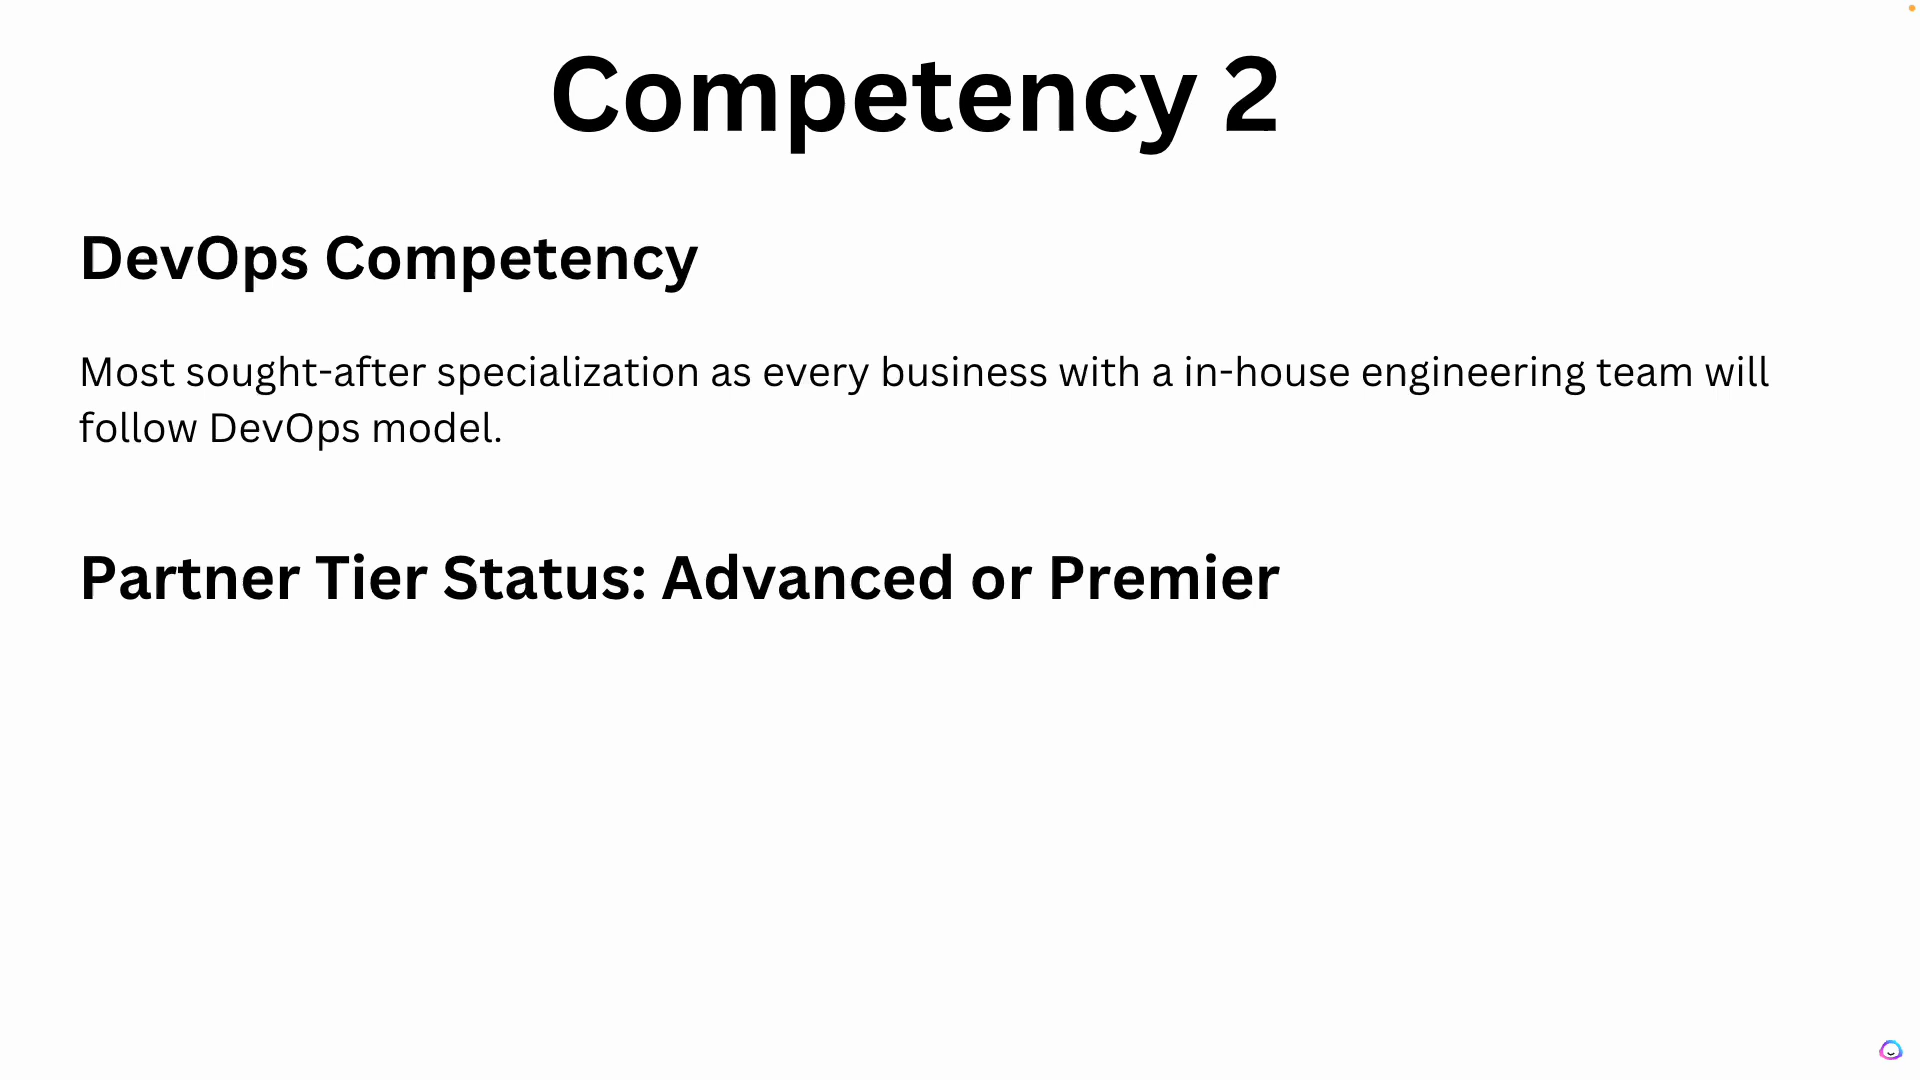 Competency 2
DevOps Competency
Most sought-after specialization as every business with a in-house engineering team will
follow DevOps model.
Partner Tier Status: Advanced or Premier